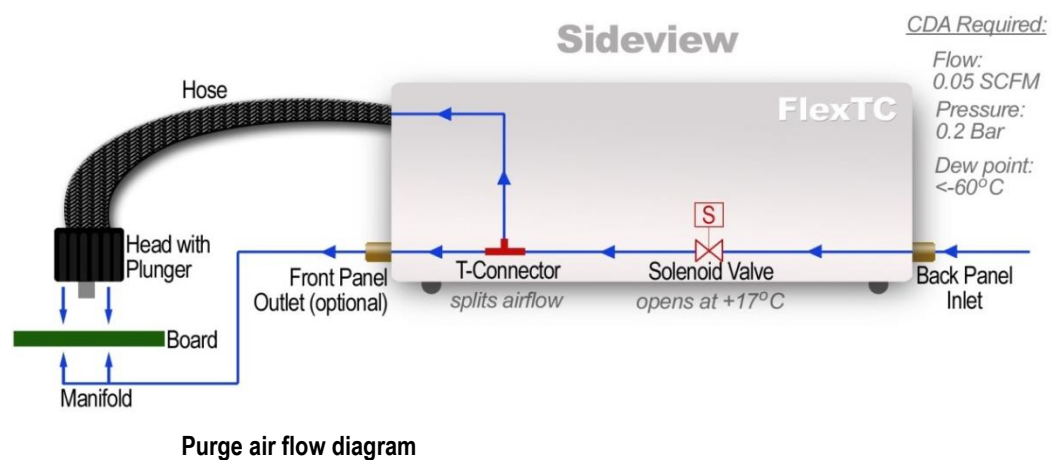 Sideview
CDA Required:
Flow:
0.05 SCFM
Pressure:
0.2 Bar
Dew point:
<-60°C
Hose
FlexTC
S
Head with
Plunger
Front Panel
Outlet (optional)
T-Connector
splits airflow
Solenoid Valve
opens at +17°C
Back Panel
Inlet
Board
Manifold
Purge air flow diagram